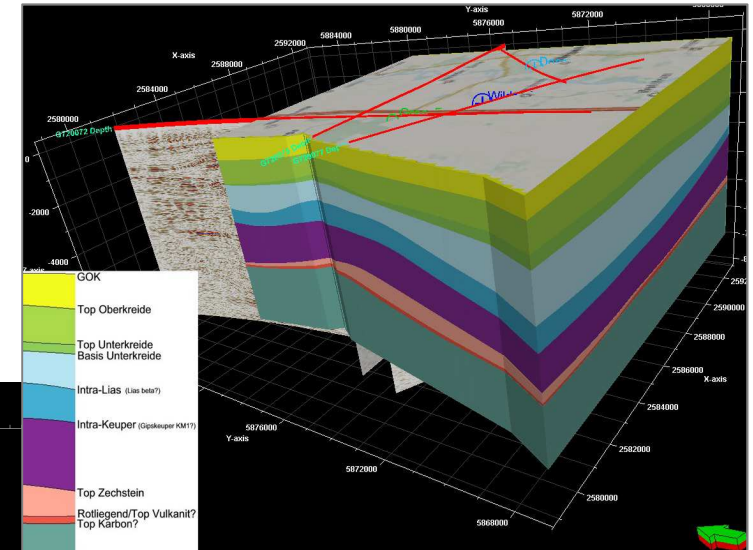 Y-axis
5884000
5880000
5876000
5872000
X-axis
2592000
2588000
2584000
2580000
GT20072 Depth
0
-2000
-4000
GOK
Top Oberkreide
Top Unterkreide
Basis Unterkreide
Intra-Lias (Lias beta?)
Intra-Keuper (Gipskeuper KM1?)
Top Zechstein
Rotliegend/Top Vulkanit?
Top Karbon?
5876000
Y-axis
5872000
5868000
2580000
2582000
2584000
2586000
X-axis
2588000
2590000